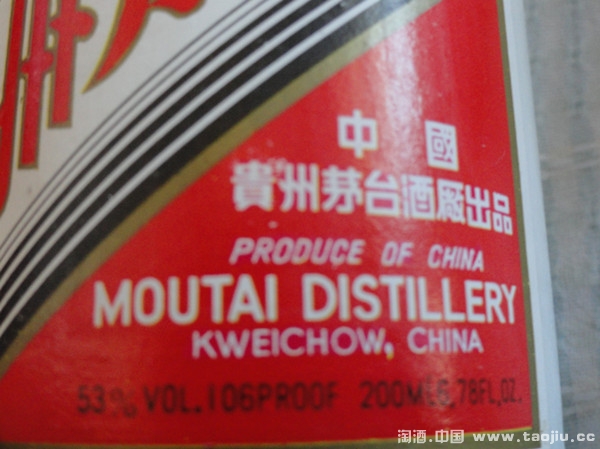 中國
貴州茅台酒廠出品
PRODUCE OF CHINA
MOUTAI DISTILLERY
KWEICHOW, CHINA
53% VOL. 106PROOF 200ML6.78FL,OZ.
淘酒.中国 www.taojiu.cc